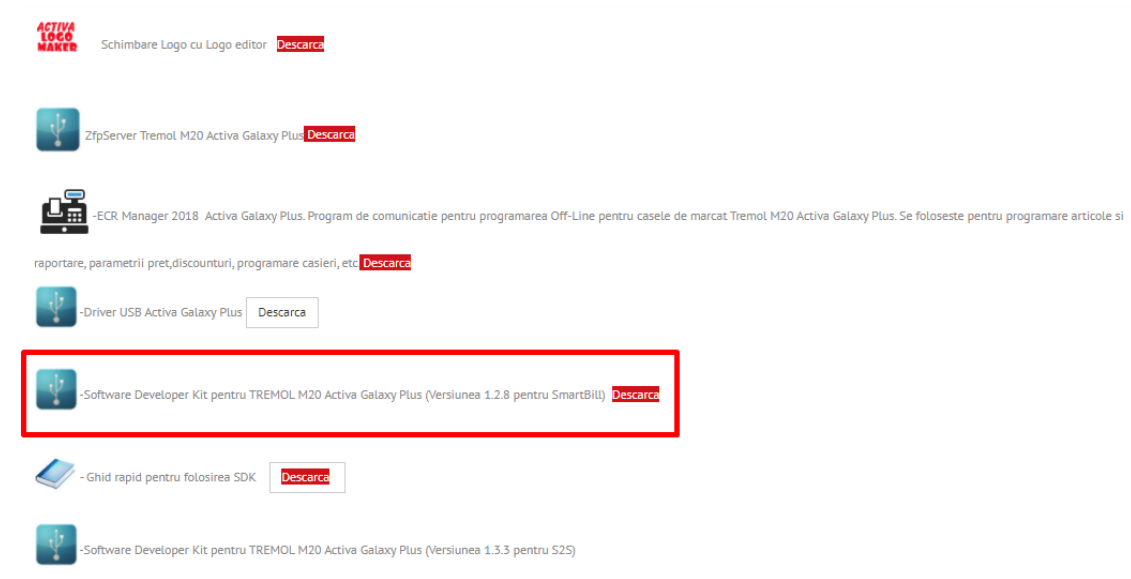 ACTIVA
LOGO
MAKER
Schimbare Logo cu Logo editor Descarca
ZfpServer Tremol M20 Activa Galaxy Plus Descarca
-ECR Manager 2018 Activa Galaxy Plus. Program de comunicatie pentru programarea Off-Line pentru casele de marcat Tremol M20 Activa Galaxy Plus. Se foloseste pentru programare articole si
raportare, parametrii pret,discounturi, programare casieri, etc. Descarca
-Driver USB Activa Galaxy Plus Descarca
-Software Developer Kit pentru TREMOL M20 Activa Galaxy Plus (Versiunea 1.2.8 pentru SmartBill) Descarca
- Ghid rapid pentru folosirea SDK Descarca
-Software Developer Kit pentru TREMOL M20 Activa Galaxy Plus (Versiunea 1.3.3 pentru S2S)